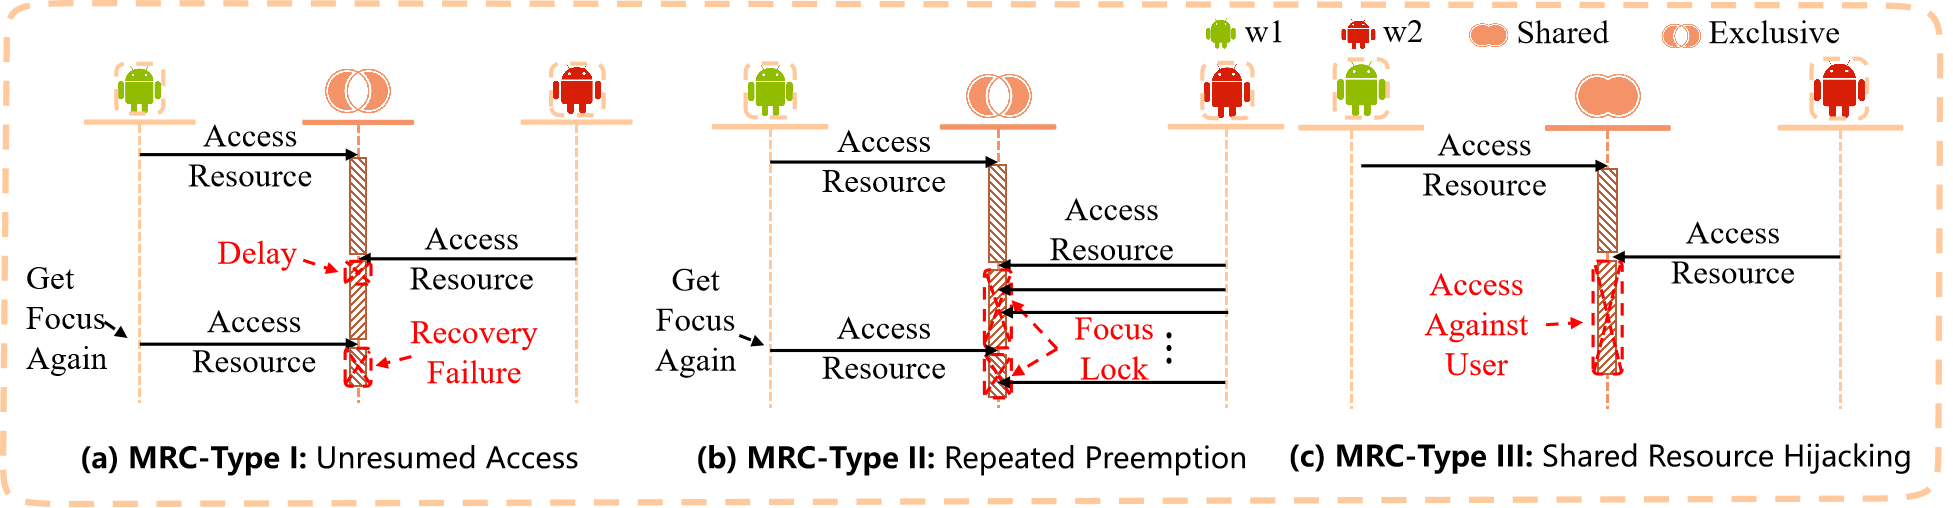 w1 w2 Shared Exclusive
Access
Resource
Delay
Access
Resource
Get
Focus
Again
Access
Resource
Recovery
Failure
(a) MRC-Type I: Unresumed Access
Access
Resource
Access
Resource
Get
Focus
Again
Access
Resource
Focus
Lock
(b) MRC-Type II: Repeated Preemption
Access
Resource
Access
Resource
Access
Against
User
(c) MRC-Type III: Shared Resource Hijacking